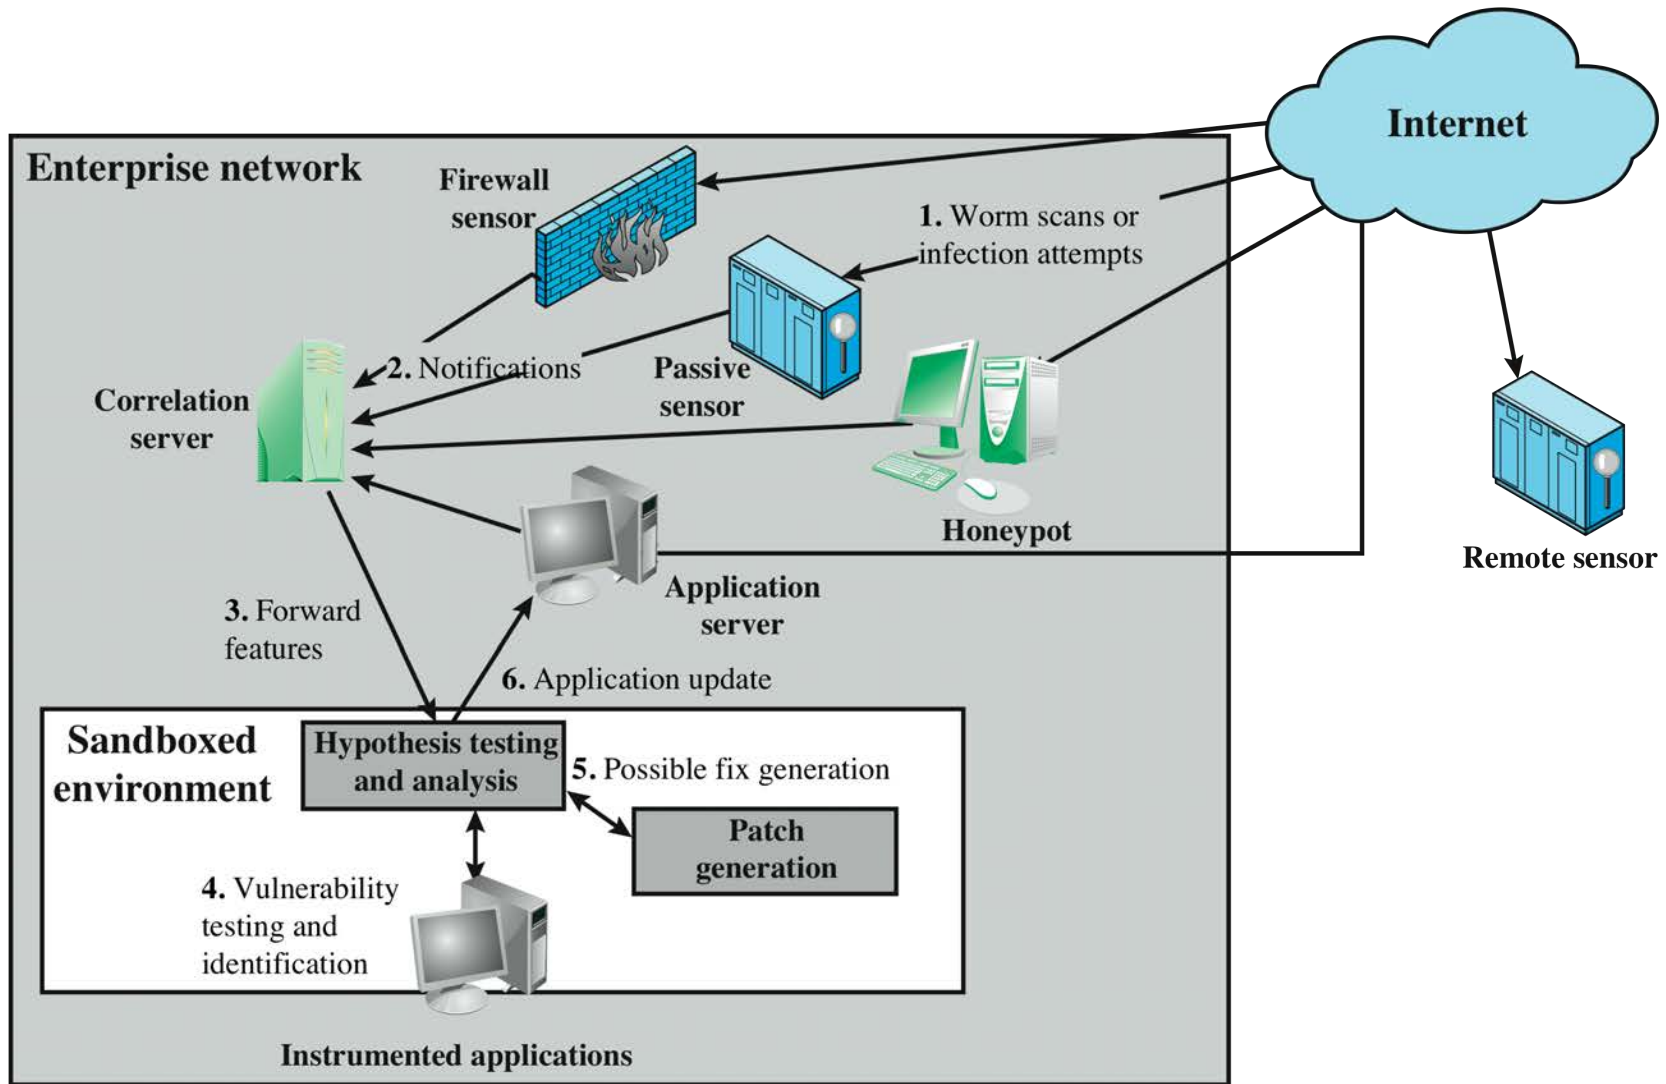 Internet
Enterprise network
Firewall
sensor
1. Worm scans or
infection attempts
2. Notifications
Passive
sensor
Correlation
server
Honeypot
Remote sensor
Application
server
3. Forward
features
6. Application update
Sandboxed
environment
Hypothesis testing
and analysis
5. Possible fix generation
Patch
generation
4. Vulnerability
testing and
identification
Instrumented applications